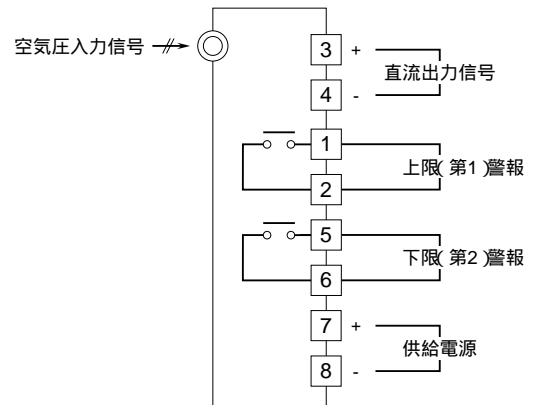 空気圧入力信号
3 +
直流出力信号
4 -
1
上限(第1)警報
2
5
下限(第2)警報
6
7 +
供給電源
8 -